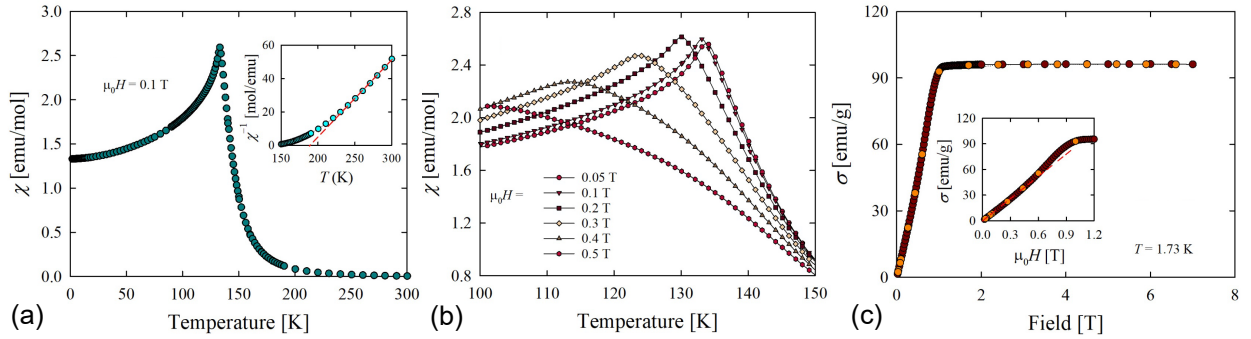 3.0
2.5
2.0
1.5
1.0
0.5
0.0
χ [emu/mol]
μ₀H = 0.1 T
60
40
20
0
χ⁻¹ [mol/emu]
150 200 250 300
T (K)
0 50 100 150 200 250 300
Temperature [K]
(a)
2.8
2.4
2.0
1.6
1.2
0.8
χ [emu/mol]
μ₀H =
0.05 T
0.1 T
0.2 T
0.3 T
0.4 T
0.5 T
100 110 120 130 140 150
Temperature [K]
(b)
120
90
60
30
0
σ [emu/g]
120
90
60
30
0
σ [emu/g]
0.0 0.3 0.6 0.9 1.2
μ₀H [T]
T = 1.73 K
0 2 4 6 8
Field [T]
(c)